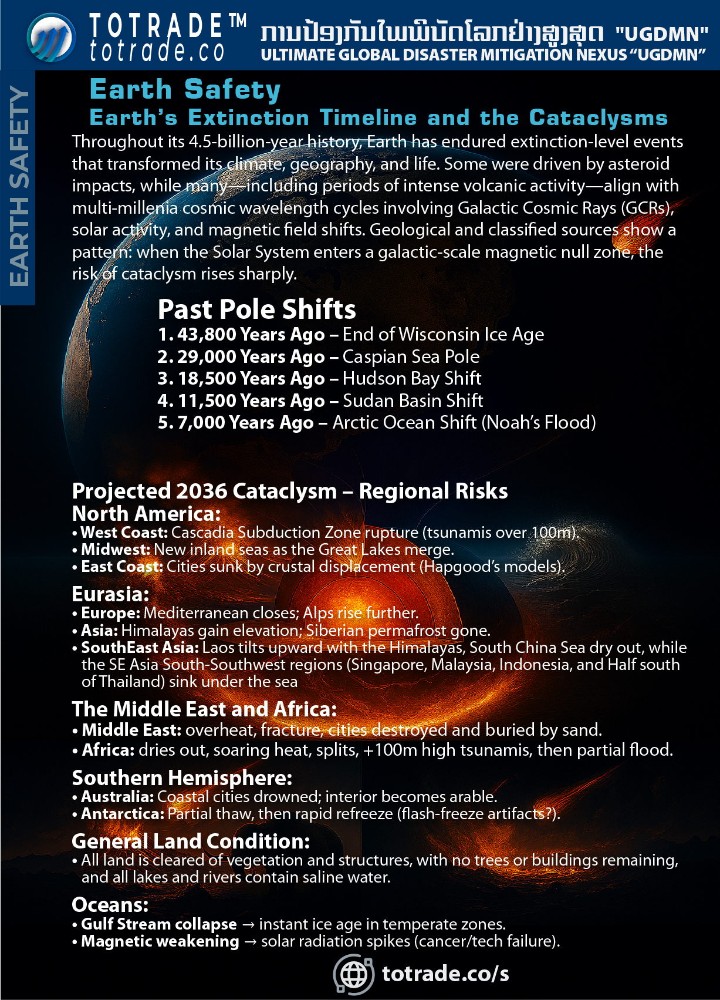 TOTRADE™
totrade.co
ການປ້ອງກັນໄພພິບັດໂລກຢ່າງສູງສຸດ "UGDMN"
ULTIMATE GLOBAL DISASTER MITIGATION NEXUS “UGDMN”
EARTH SAFETY
Earth Safety
Earth’s Extinction Timeline and the Cataclysms
Throughout its 4.5-billion-year history, Earth has endured extinction-level events
that transformed its climate, geography, and life. Some were driven by asteroid
impacts, while many—including periods of intense volcanic activity—align with
multi-millenia cosmic wavelength cycles involving Galactic Cosmic Rays (GCRs),
solar activity, and magnetic field shifts. Geological and classified sources show a
pattern: when the Solar System enters a galactic-scale magnetic null zone, the
risk of cataclysm rises sharply.
Past Pole Shifts
1. 43,800 Years Ago – End of Wisconsin Ice Age
2. 29,000 Years Ago – Caspian Sea Pole
3. 18,500 Years Ago – Hudson Bay Shift
4. 11,500 Years Ago – Sudan Basin Shift
5. 7,000 Years Ago – Arctic Ocean Shift (Noah’s Flood)
Projected 2036 Cataclysm – Regional Risks
North America:
• West Coast: Cascadia Subduction Zone rupture (tsunamis over 100m).
• Midwest: New inland seas as the Great Lakes merge.
• East Coast: Cities sunk by crustal displacement (Hapgood’s models).
Eurasia:
• Europe: Mediterranean closes; Alps rise further.
• Asia: Himalayas gain elevation; Siberian permafrost gone.
• SouthEast Asia: Laos tilts upward with the Himalayas, South China Sea dry out, while
the SE Asia South-Southwest regions (Singapore, Malaysia, Indonesia, and Half south
of Thailand) sink under the sea
The Middle East and Africa:
• Middle East: overheat, fracture, cities destroyed and buried by sand.
• Africa: dries out, soaring heat, splits, +100m high tsunamis, then partial flood.
Southern Hemisphere:
• Australia: Coastal cities drowned; interior becomes arable.
• Antarctica: Partial thaw, then rapid refreeze (flash-freeze artifacts?).
General Land Condition:
• All land is cleared of vegetation and structures, with no trees or buildings remaining,
and all lakes and rivers contain saline water.
Oceans:
• Gulf Stream collapse → instant ice age in temperate zones.
• Magnetic weakening → solar radiation spikes (cancer/tech failure).
totrade.co/s